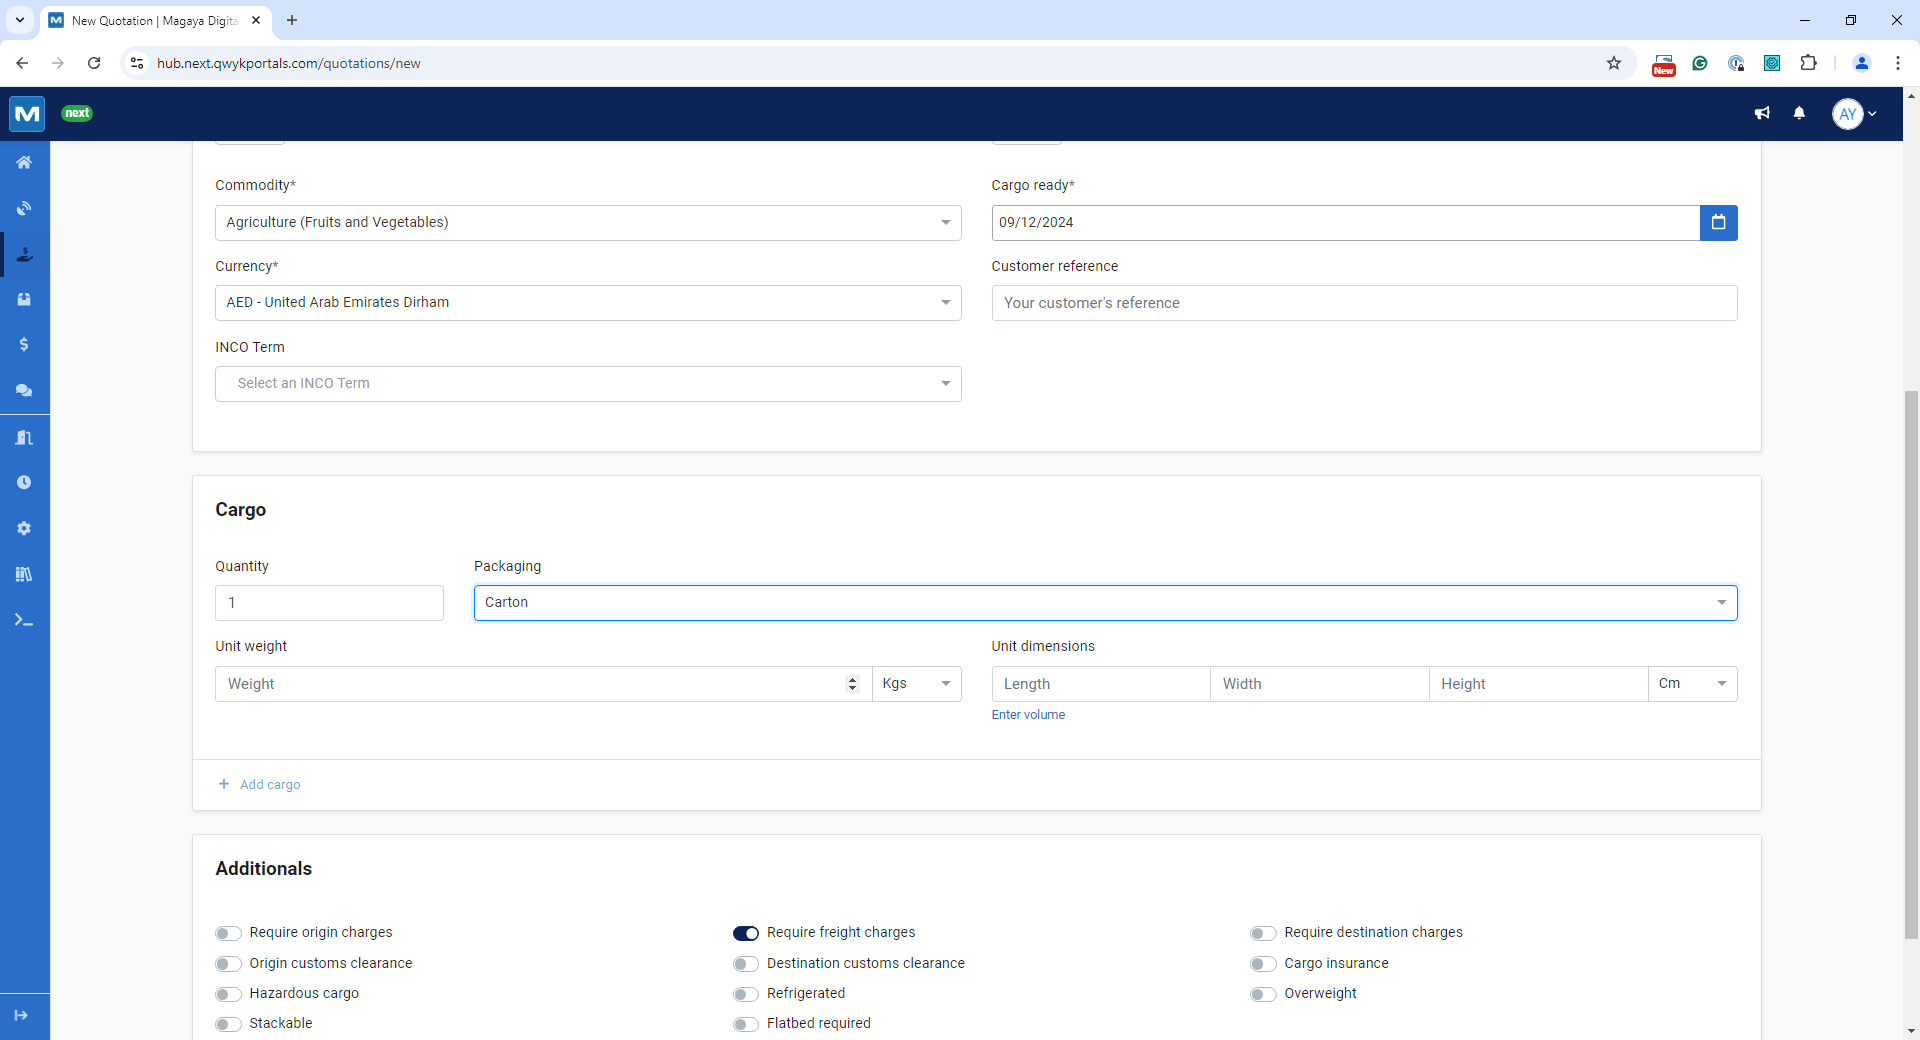 New Quotation | Magaya Digita
hub.next.qwykportals.com/quotations/new
New
next
AY
Commodity*
Cargo ready*
Agriculture (Fruits and Vegetables)
09/12/2024
Currency*
Customer reference
AED - United Arab Emirates Dirham
Your customer's reference
INCO Term
Select an INCO Term
Cargo
Quantity
Packaging
1
Carton
Unit weight
Unit dimensions
Weight
Kgs
Length
Width
Height
Cm
Enter volume
+ Add cargo
Additionals
Require origin charges
Require freight charges
Require destination charges
Origin customs clearance
Destination customs clearance
Cargo insurance
Hazardous cargo
Refrigerated
Overweight
Stackable
Flatbed required